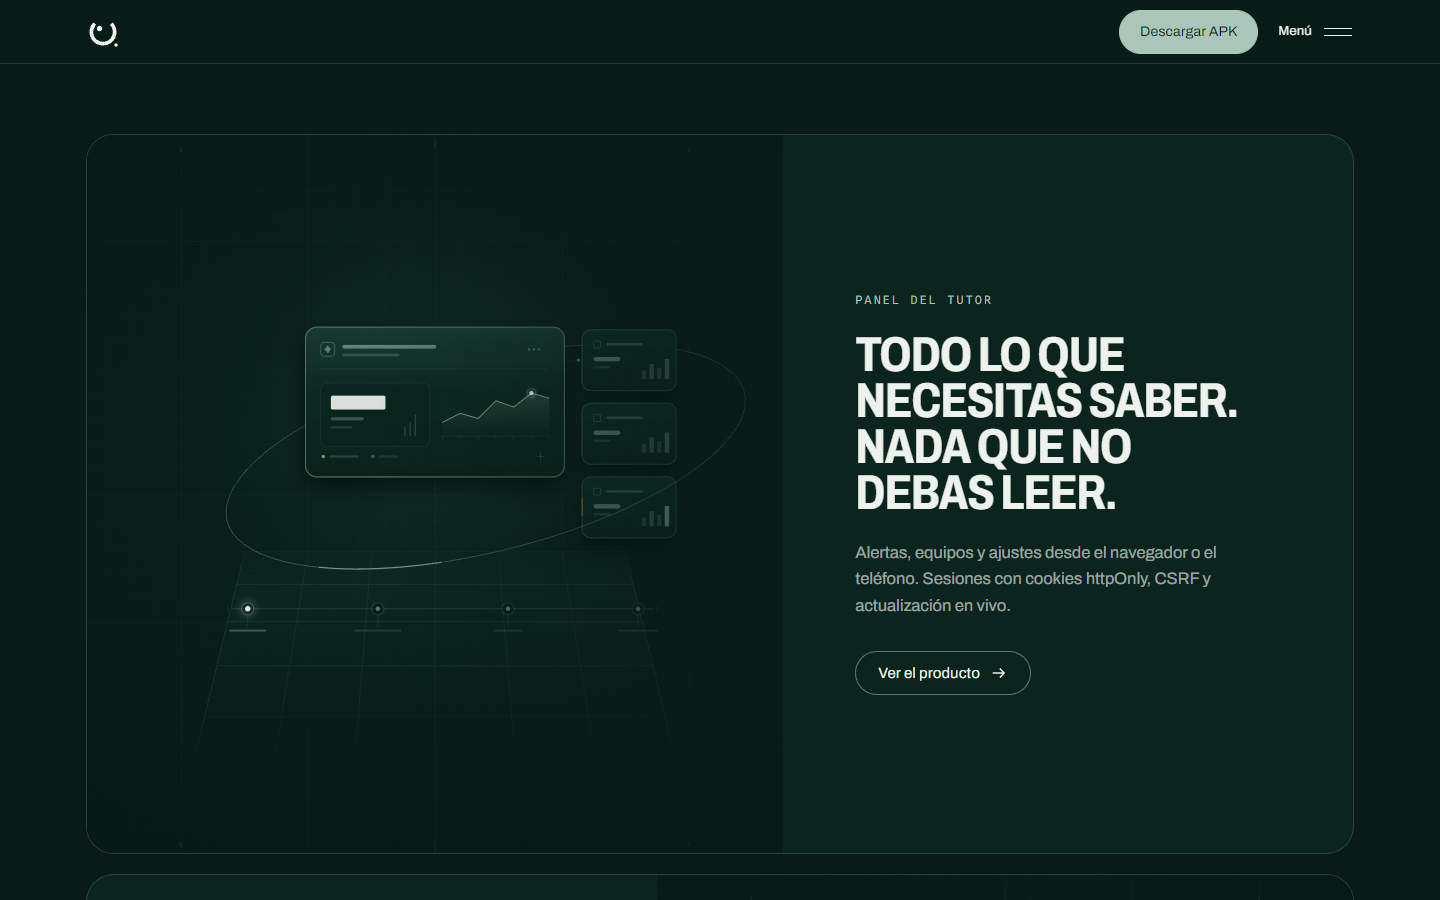 Descargar APK
Menú
PANEL DEL TUTOR
TODO LO QUE
NECESITAS SABER.
NADA QUE NO
DEBAS LEER.
Alertas, equipos y ajustes desde el navegador o el
teléfono. Sesiones con cookies httpOnly, CSRF y
actualización en vivo.
Ver el producto